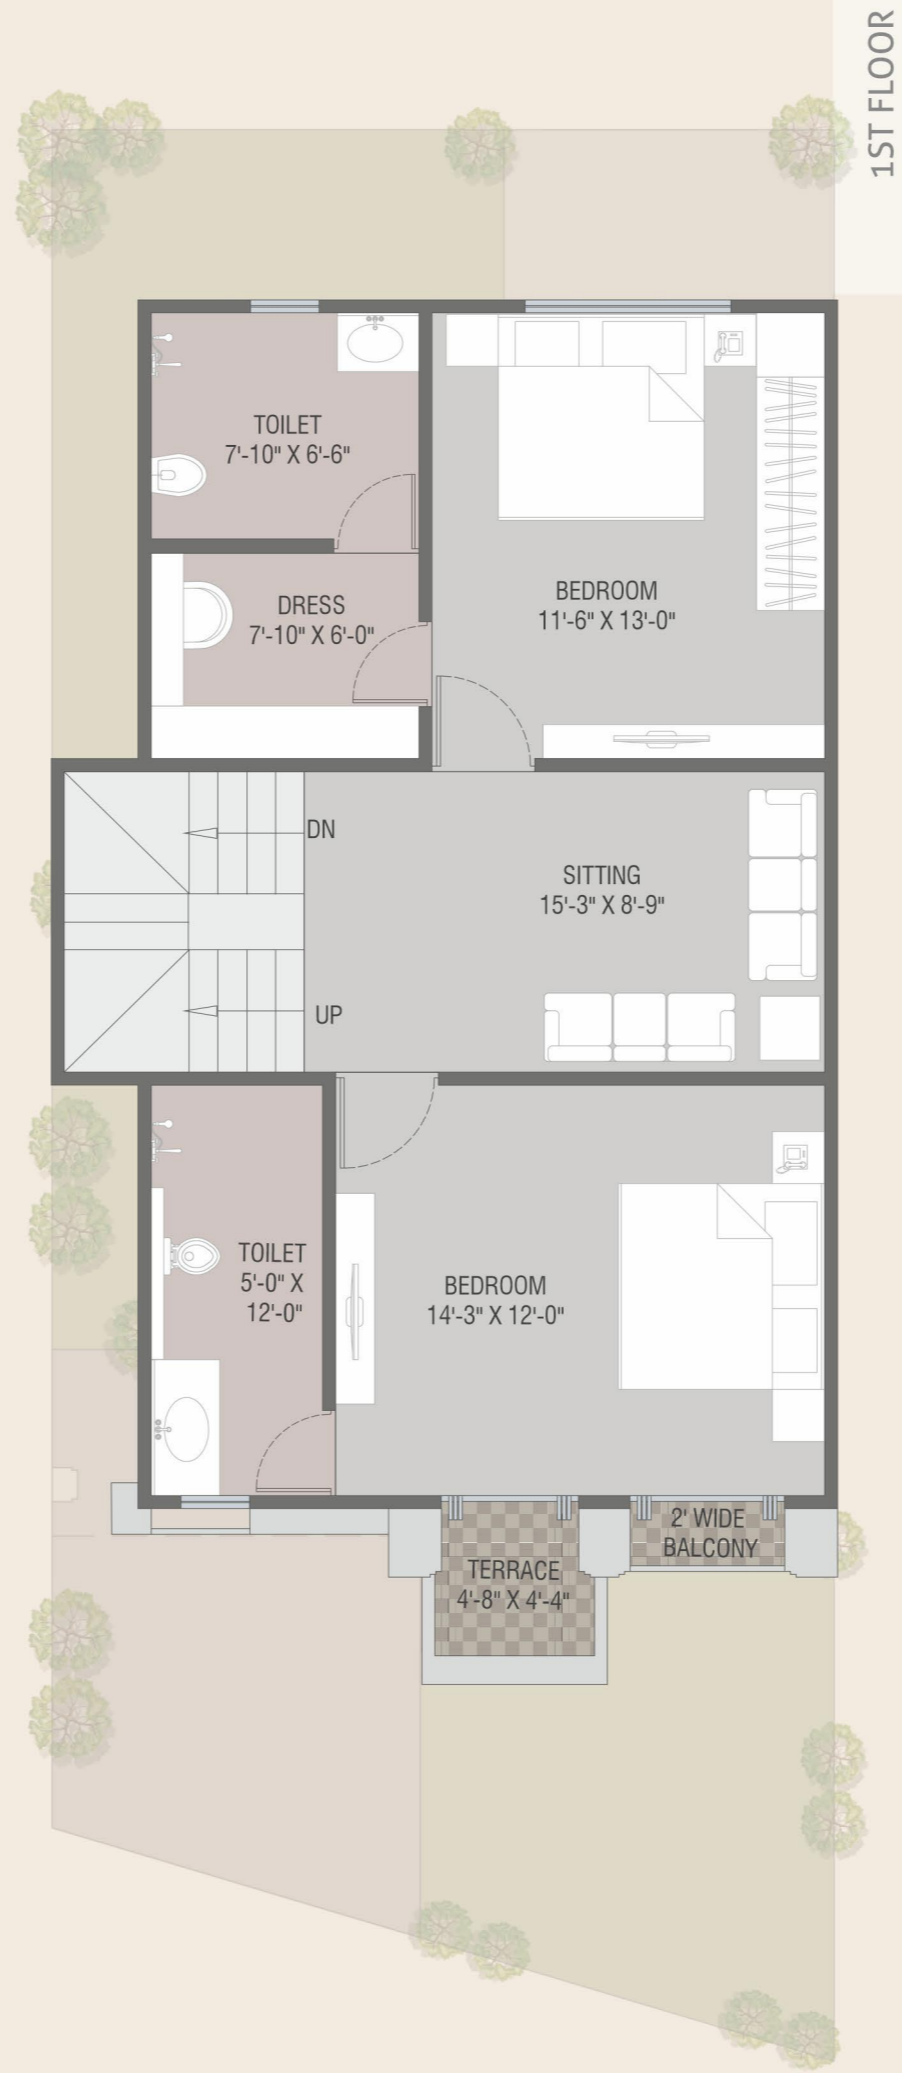 1ST FLOOR
TOILET
7'-10" X 6'-6"
BEDROOM
11'-6" X 13'-0"
DRESS
7'-10" X 6'-0"
DN
SITTING
15'-3" X 8'-9"
UP
TOILET
5'-0" X
12'-0"
BEDROOM
14'-3" X 12'-0"
2' WIDE
BALCONY
TERRACE
4'-8" X 4'-4"